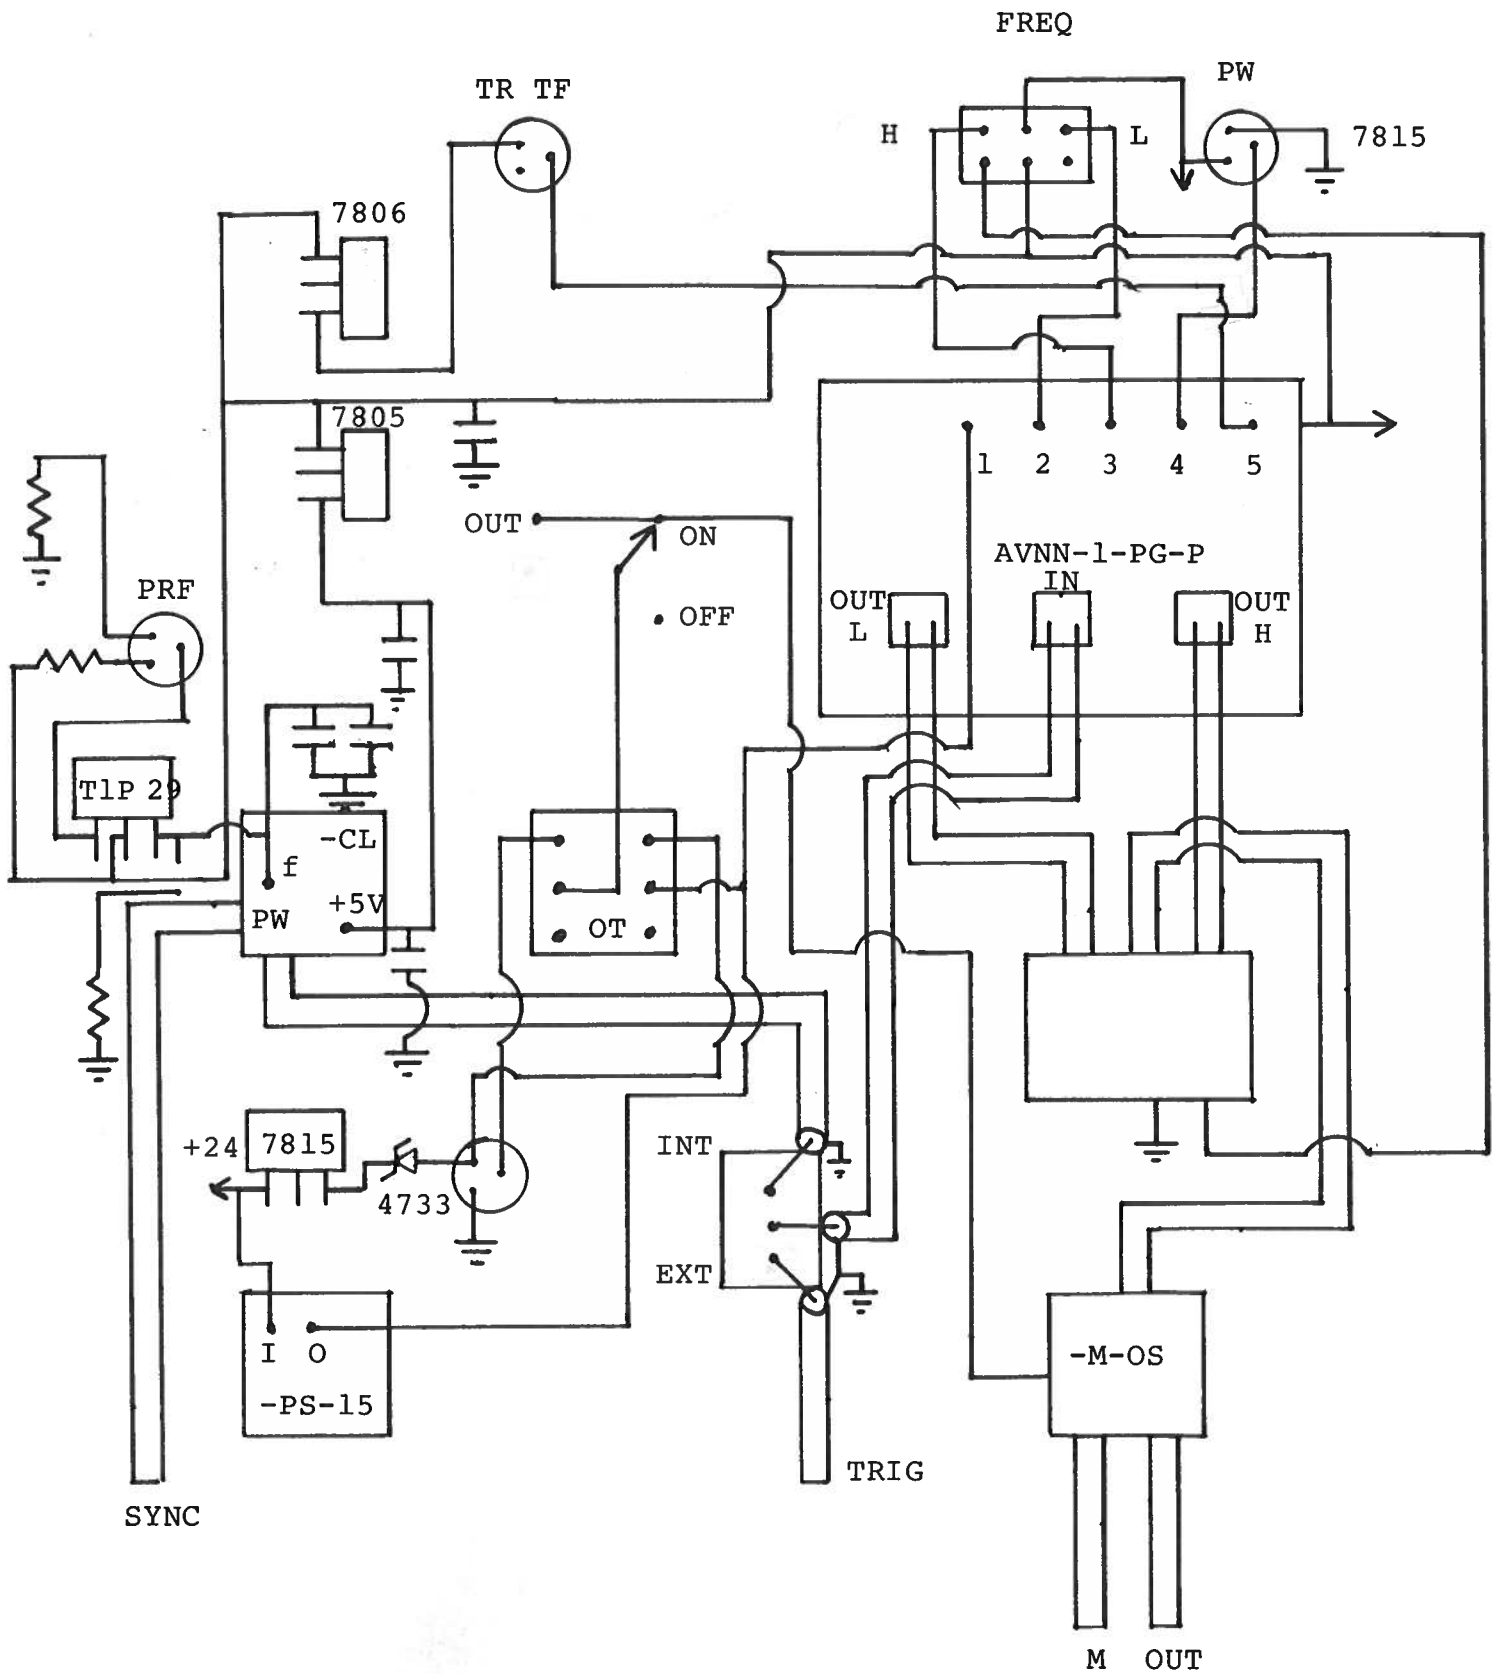 FREQ
TR TF
PW
H
L
7815
7806
7805
1 2 3 4 5
OUT
ON
OFF
AVNN-1-PG-P
IN
OUT
L
OUT
H
PRF
T1P 29
-CL
f
+5V
PW
OT
+24
7815
4733
INT
EXT
I O
-PS-15
-M-OS
TRIG
SYNC
M OUT